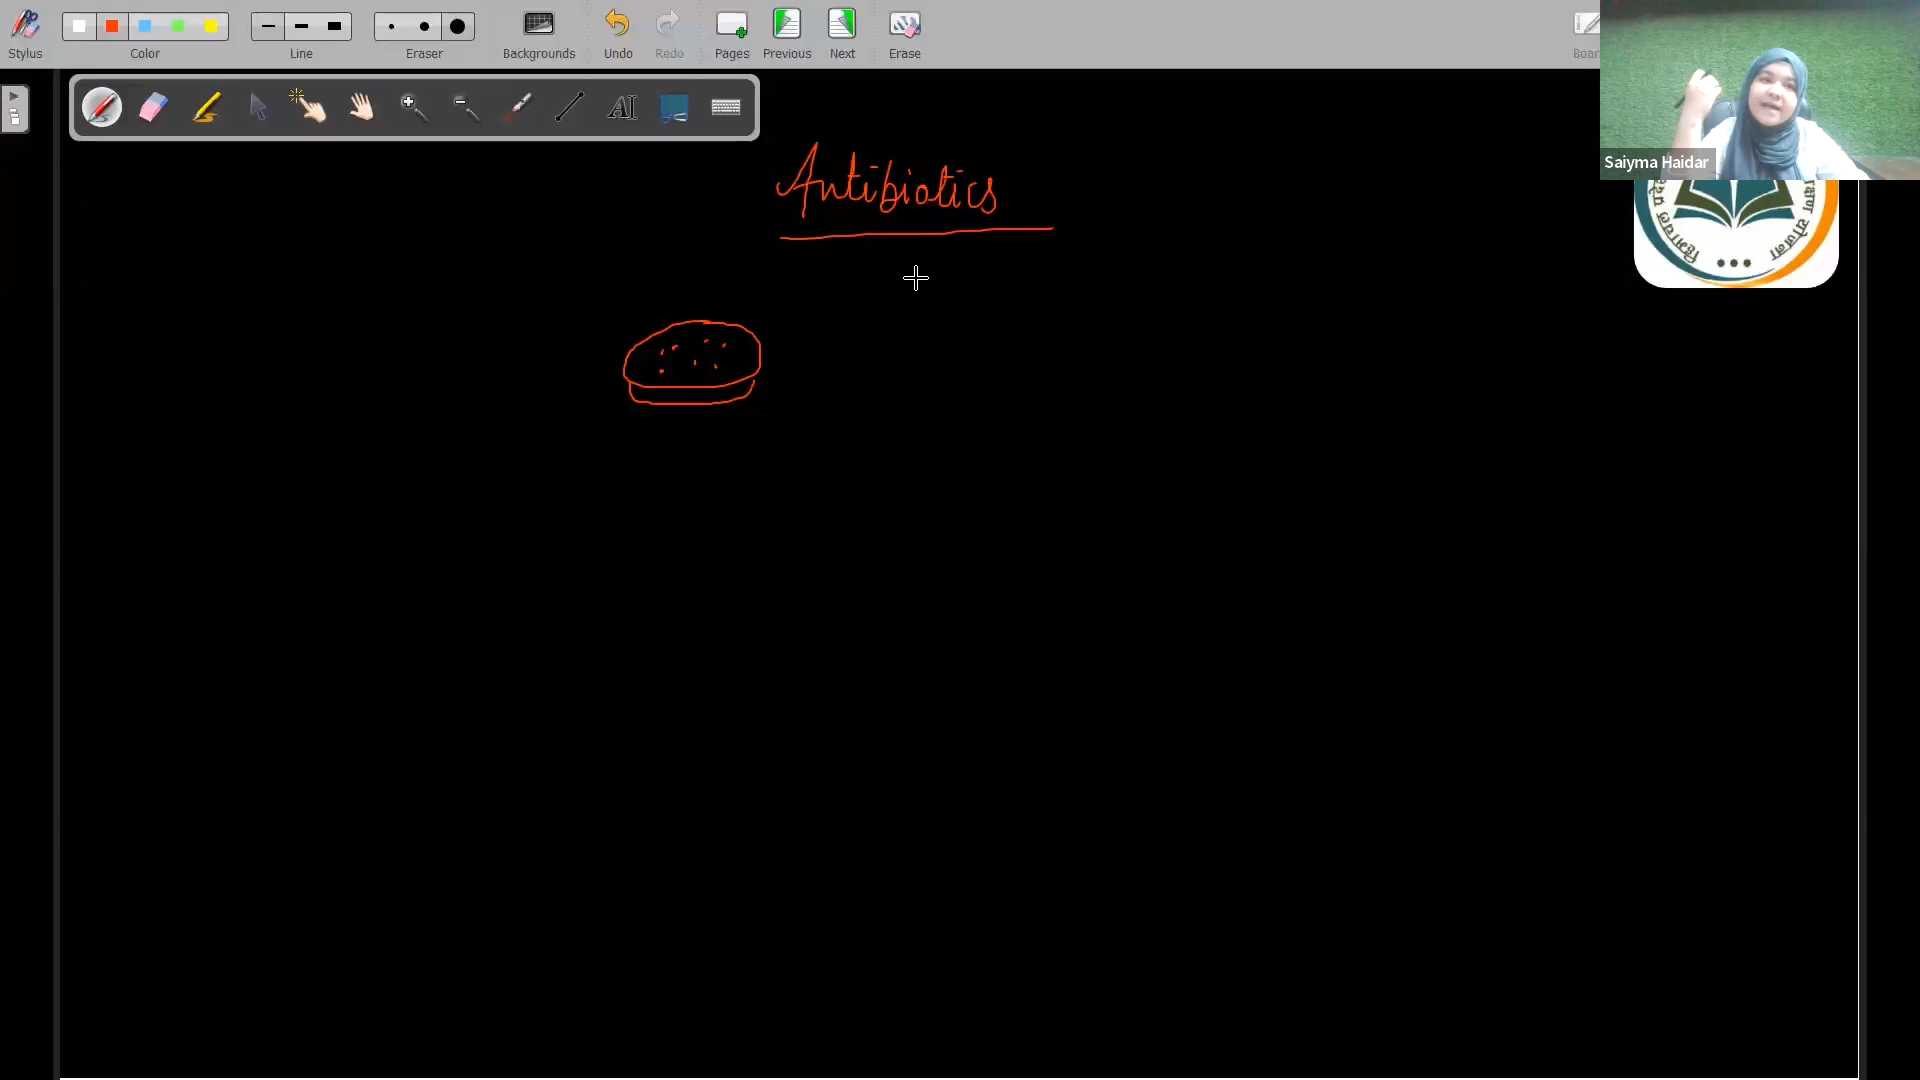 Stylus
Color
Line
Eraser
Backgrounds
Undo
Redo
Pages
Previous
Next
Erase
Saiyma Haidar
Antibiotics